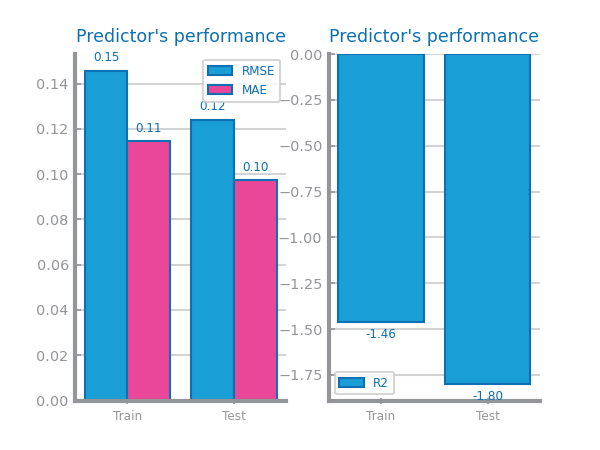 Predictor's performance
0.15
0.14
RMSE
MAE
0.12
0.12
0.11
0.10
0.10
0.08
0.06
0.04
0.02
0.00
Train
Test
Predictor's performance
0.00
−0.25
−0.50
−0.75
−1.00
−1.25
−1.50
-1.46
−1.75
R2
-1.80
Train
Test